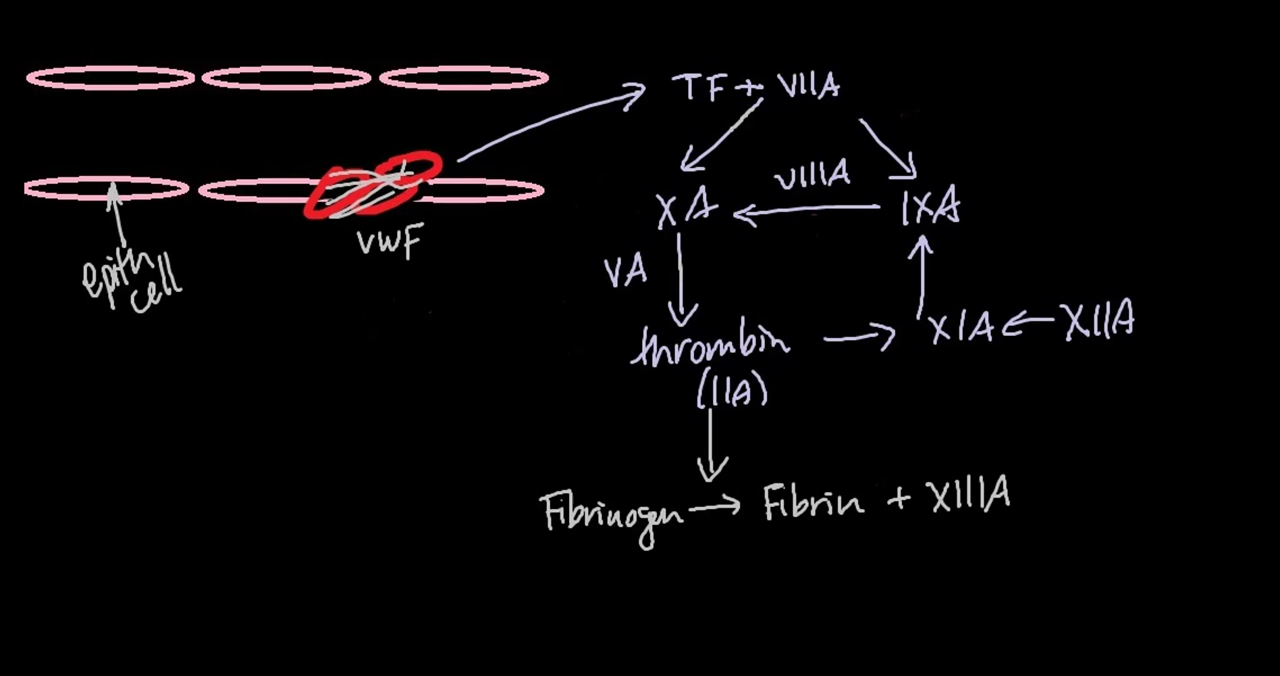 TF + VIIA
VIIIA
XA
IXA
epith
cell
VWF
VA
thrombin
XIA
XIIA
(IIA)
Fibrinogen → Fibrin + XIIIA